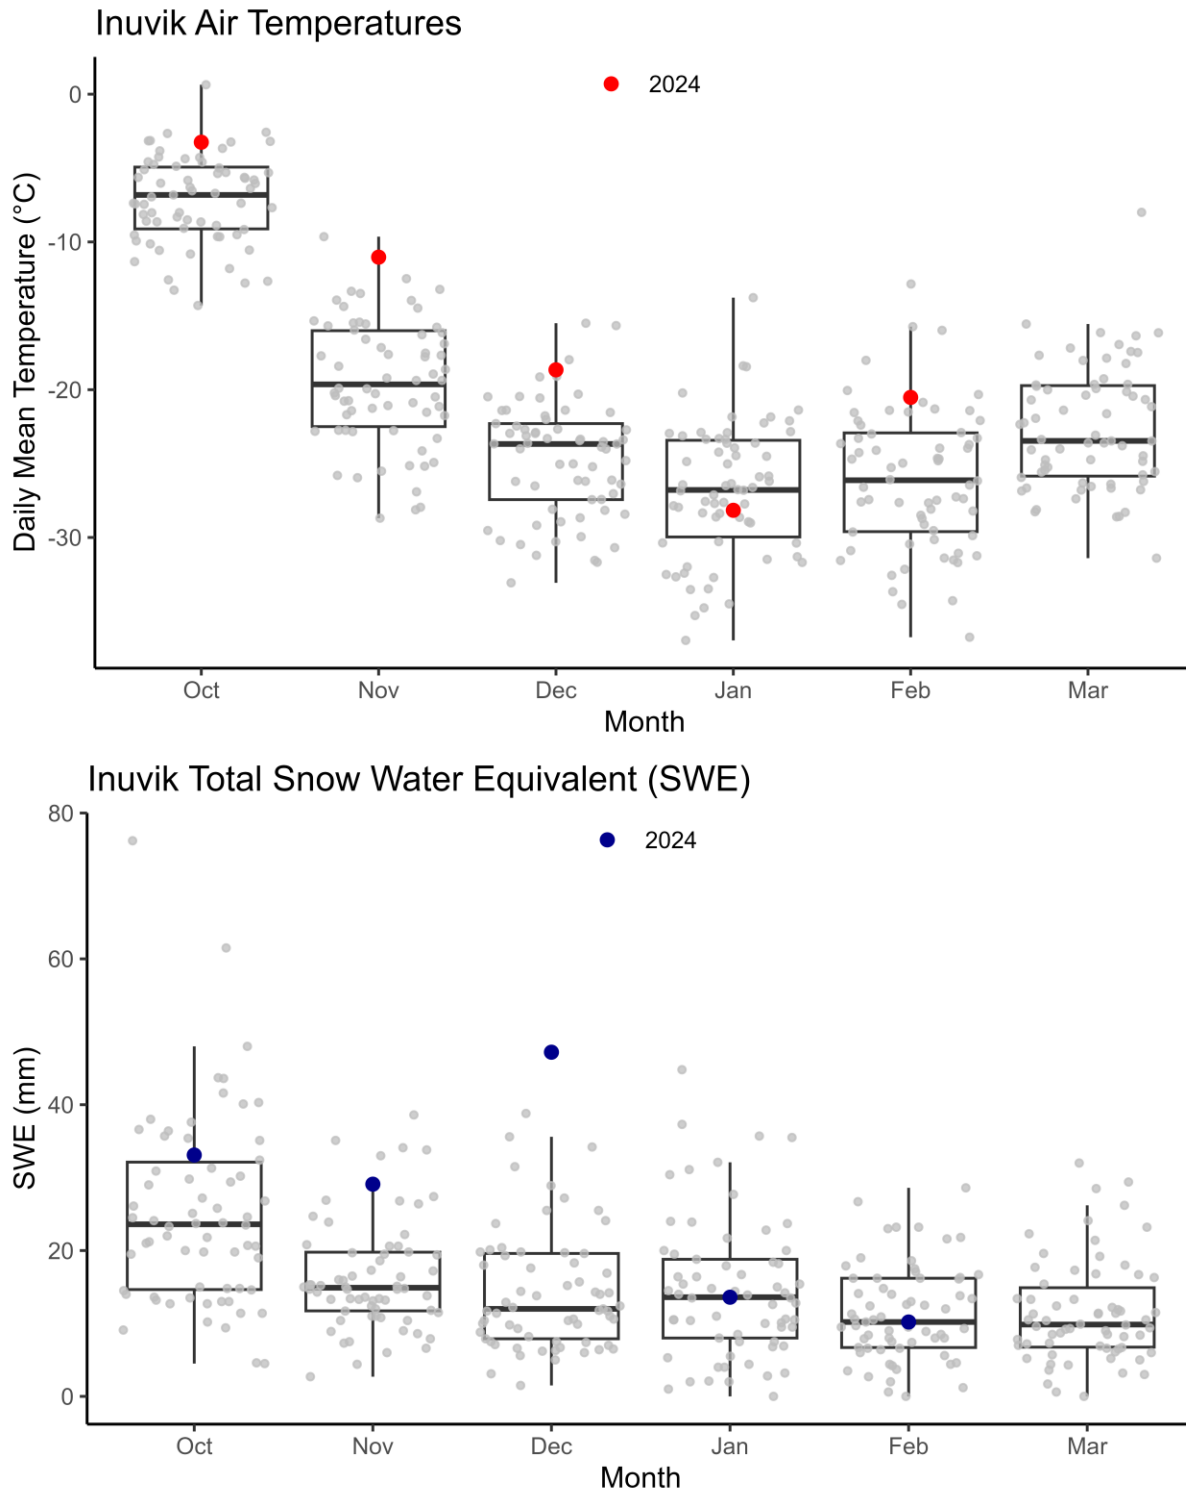 Inuvik Air Temperatures
2024
Daily Mean Temperature (°C)
0
-10
-20
-30
Oct Nov Dec Jan Feb Mar
Month
Inuvik Total Snow Water Equivalent (SWE)
2024
SWE (mm)
80
60
40
20
0
Oct Nov Dec Jan Feb Mar
Month